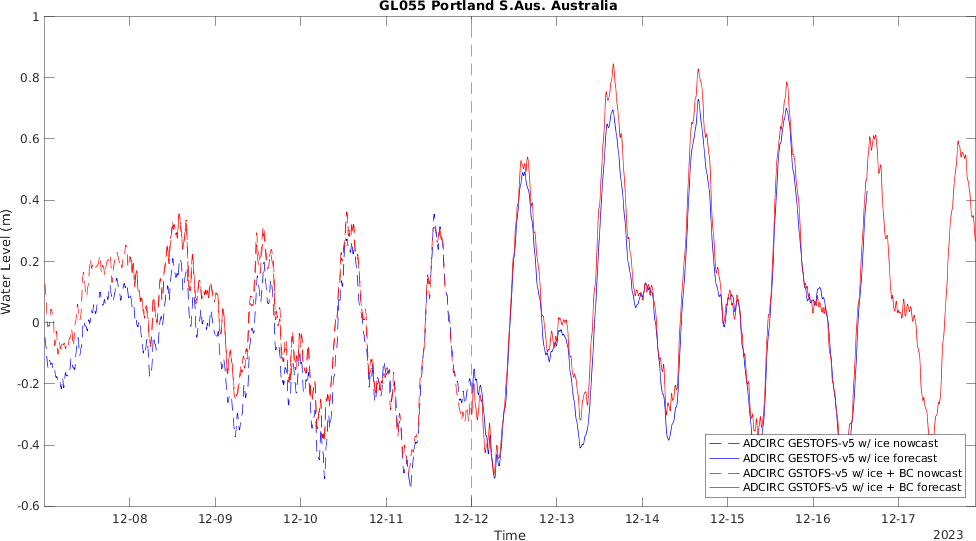 GL055 Portland S.Aus. Australia
1
0.8
0.6
0.4
0.2
0
-0.2
-0.4
-0.6
Water Level (m)
12-08 12-09 12-10 12-11 12-12 12-13 12-14 12-15 12-16 12-17
Time
2023
ADCIRC GESTOFS-v5 w/ ice nowcast
ADCIRC GESTOFS-v5 w/ ice forecast
ADCIRC GSTOFS-v5 w/ ice + BC nowcast
ADCIRC GSTOFS-v5 w/ ice + BC forecast